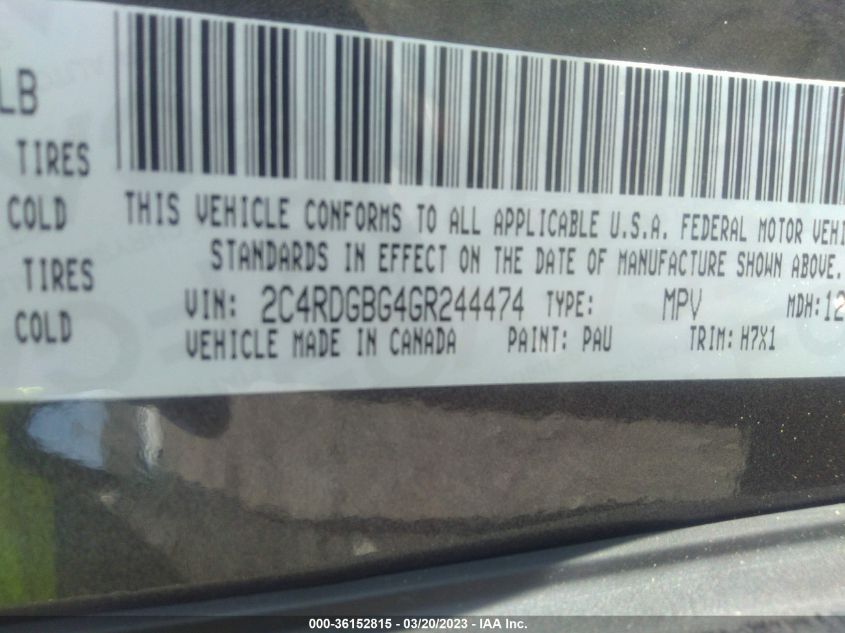 LB
TIRES
COLD
THIS VEHICLE CONFORMS TO ALL APPLICABLE U.S.A. FEDERAL MOTOR VEHI
STANDARDS IN EFFECT ON THE DATE OF MANUFACTURE SHOWN ABOVE.
TIRES
VIN: 2C4RDGBG4GR244474 TYPE: MPV MDH:12
COLD
VEHICLE MADE IN CANADA PAINT: PAU TRIM: H7X1
000-36152815 - 03/20/2023 - IAA Inc.